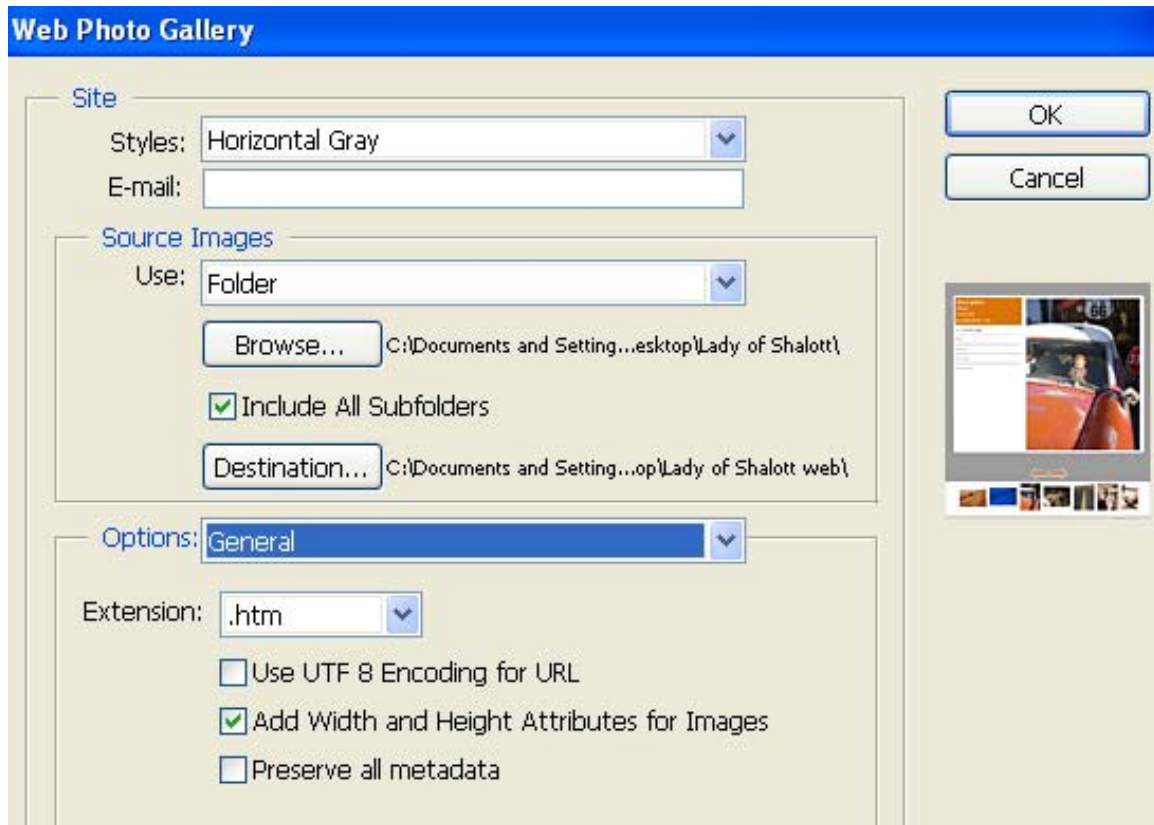 Web Photo Gallery
Site
Styles: Horizontal Gray
E-mail:
Source Images
Use: Folder
Browse... C:\Documents and Setting...esktop\Lady of Shalott\
Include All Subfolders
Destination... C:\Documents and Setting...op\Lady of Shalott web\
Options: General
Extension: .htm
Use UTF 8 Encoding for URL
Add Width and Height Attributes for Images
Preserve all metadata
OK
Cancel
66